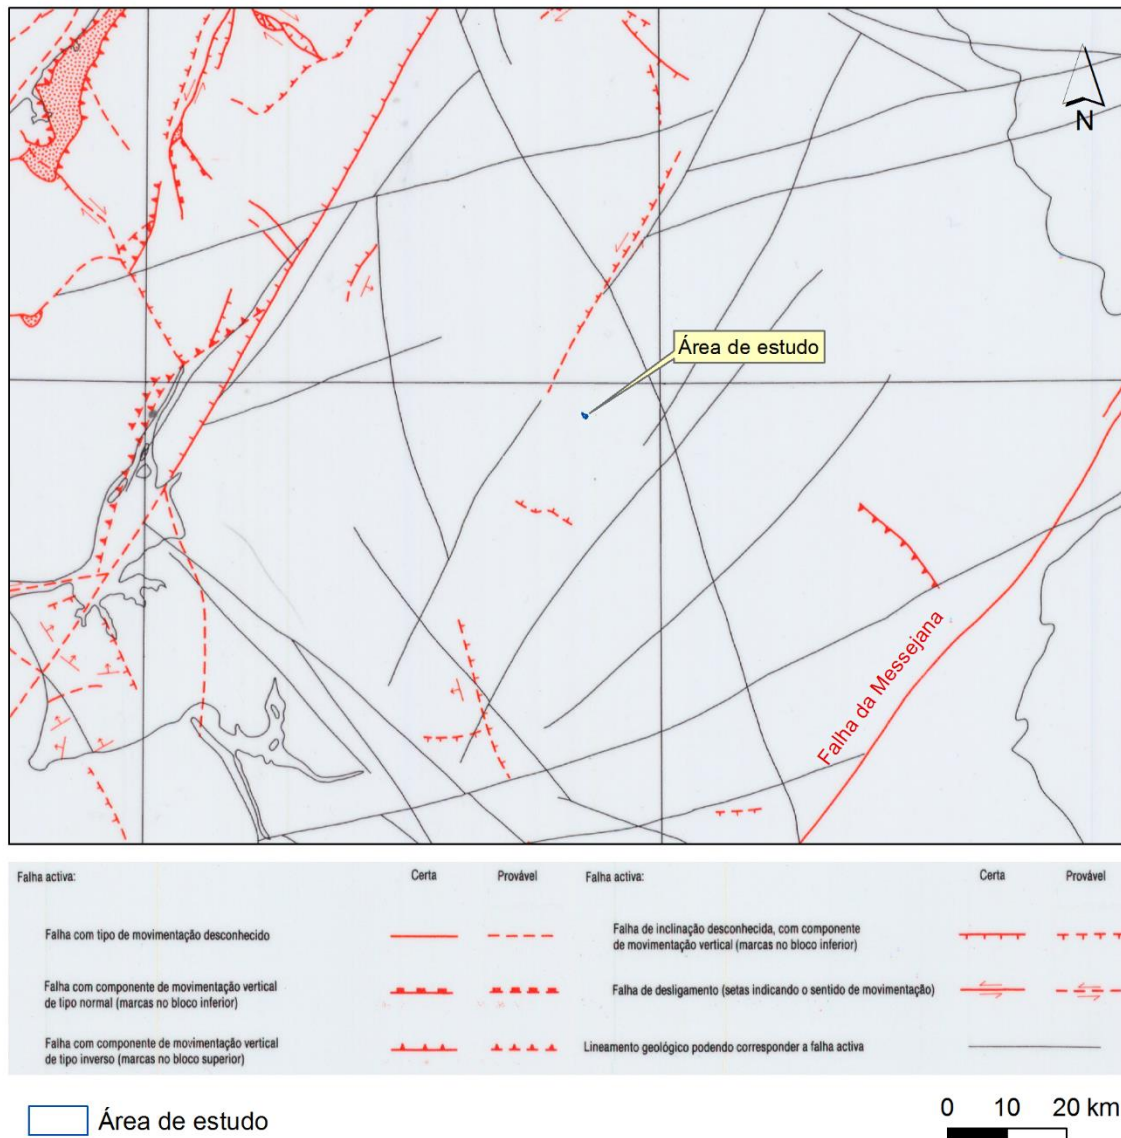 N
Área de estudo
Falha da Messejana
Falha activa:
Certa
Provável
Falha activa:
Certa
Provável
Falha com tipo de movimentação desconhecido
Falha de inclinação desconhecida, com componente
de movimentação vertical (marcas no bloco inferior)
Falha com componente de movimentação vertical
de tipo normal (marcas no bloco inferior)
Falha de desligamento (setas indicando o sentido de movimentação)
Falha com componente de movimentação vertical
de tipo inverso (marcas no bloco superior)
Lineamento geológico podendo corresponder a falha activa
Área de estudo
0 10 20 km